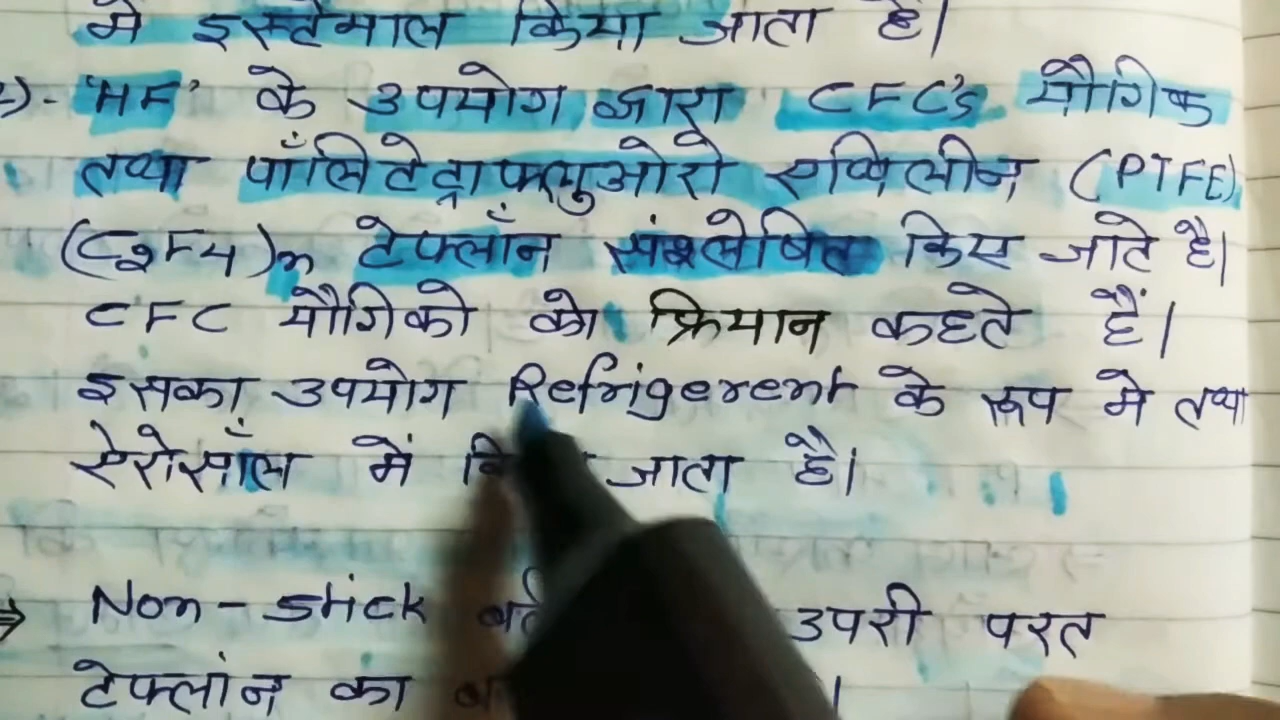 मे इस्तेमाल किया जाता है।
'HF' के उपयोग द्वारा CFC's यौगिक
तथा पॉलिटेट्राफ्लुओरो एथिलीन (PTFE)
(C2F4)n टेफ्लॉन संश्लेषित किए जाते है।
CFC यौगिको को फ्रियान कहते हैं।
इसका उपयोग Refrigerent के रूप मे तथा
ऐरोसॉल में जाता है।
⇒ Non-stick उपरी परत
टेफ्लांन का